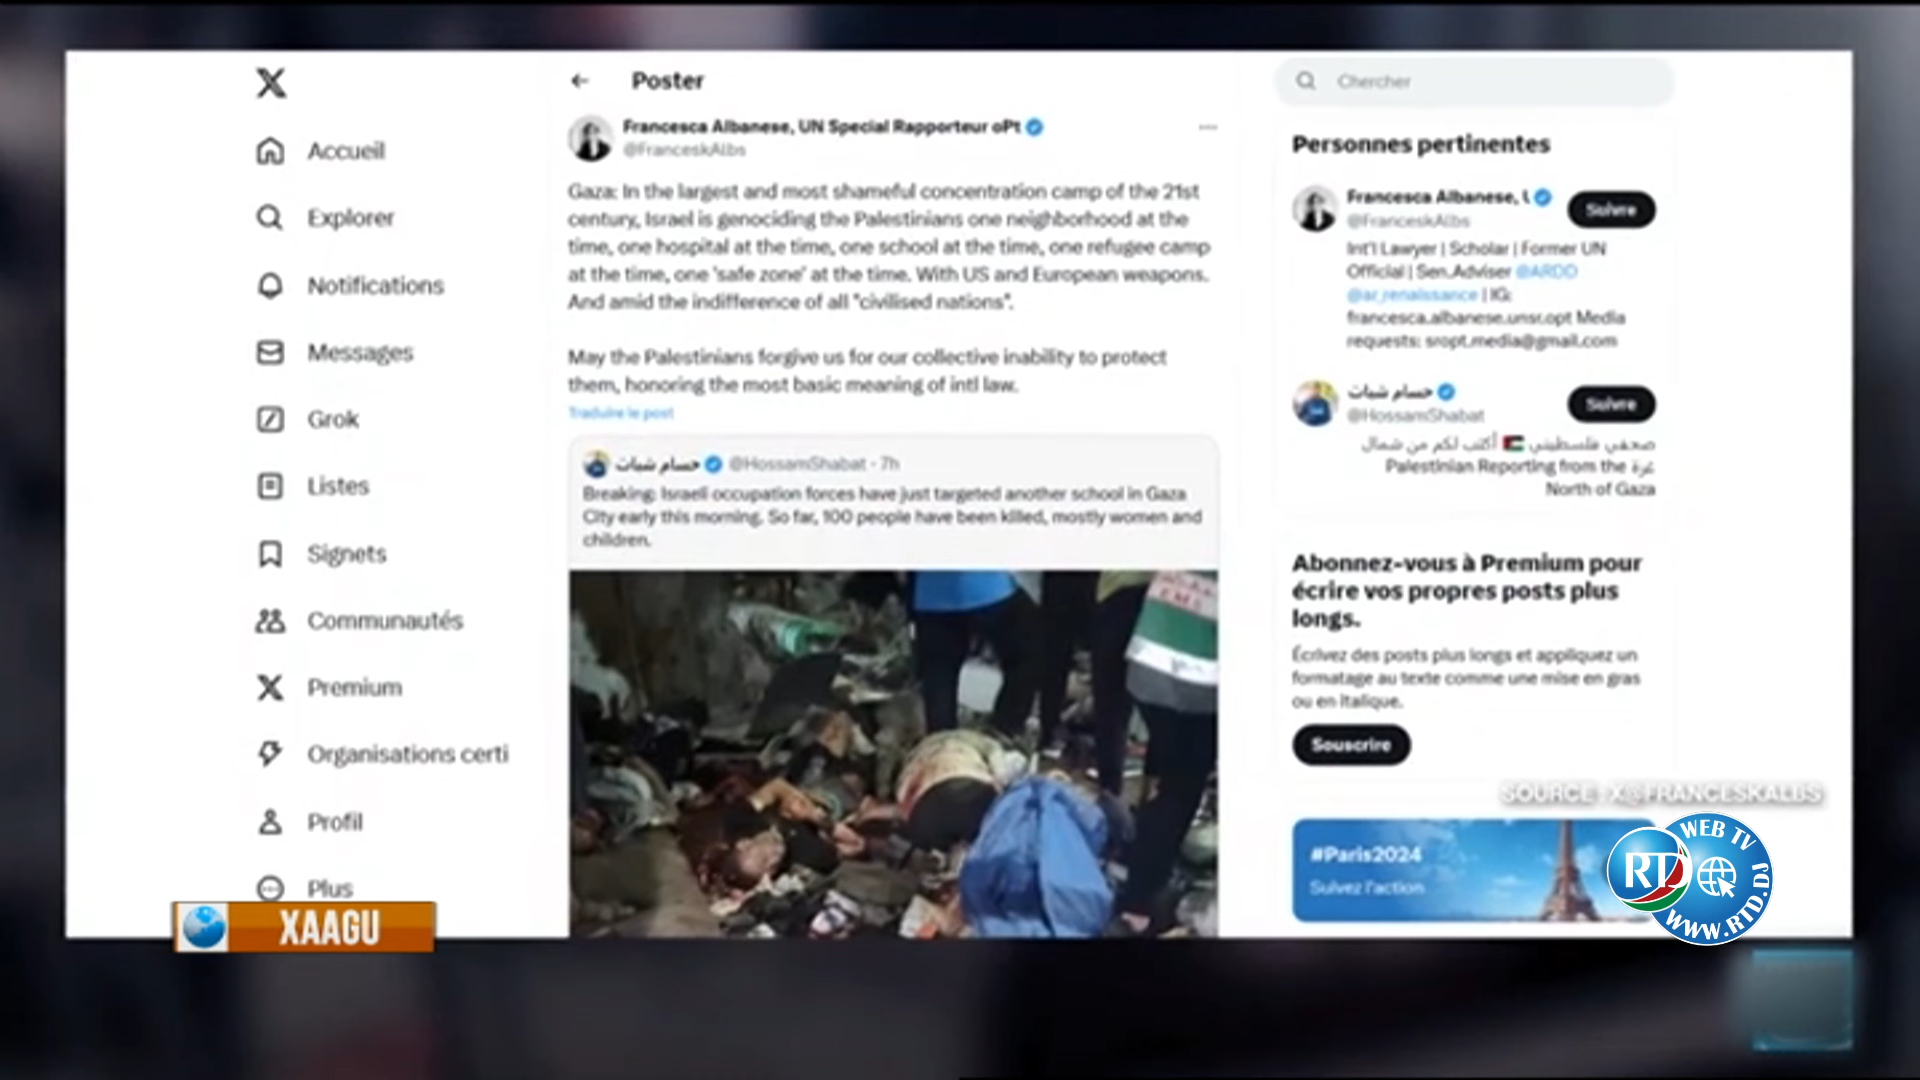 Accueil
Explorer
Notifications
Messages
Grok
Listes
Signets
Communautés
Premium
Organisations certi
Profil
Plus
Poster
Francesca Albanese, UN Special Rapporteur oPt
@FranceskAlbs
Gaza: In the largest and most shameful concentration camp of the 21st
century, Israel is genociding the Palestinians one neighborhood at the
time, one hospital at the time, one school at the time, one refugee camp
at the time, one 'safe zone' at the time. With US and European weapons.
And amid the indifference of all "civilised nations".
May the Palestinians forgive us for our collective inability to protect
them, honoring the most basic meaning of intl law.
Traduire le post
حسام شبات @HossamShabat · 7h
Breaking: Israeli occupation forces have just targeted another school in Gaza
City early this morning. So far, 100 people have been killed, mostly women and
children.
Chercher
Personnes pertinentes
Francesca Albanese, U
@FranceskAlbs
Suivre
Int'l Lawyer | Scholar | Former UN
Official | Sen.Adviser @ARDD
@ar_renaissance | IG:
francesca.albanese.unsr.opt Media
requests: sropt.media@gmail.com
حسام شبات
@HossamShabat
Suivre
صحفي فلسطيني 🇵🇸 أكتب لكم من شمال
غزة Palestinian Reporting from the
North of Gaza
Abonnez-vous à Premium pour
écrire vos propres posts plus
longs.
Écrivez des posts plus longs et appliquez un
formatage au texte comme une mise en gras
ou en italique.
Souscrire
SOURCE : X@FRANCESKALBS
#Paris2024
Suivez l'action
WEB TV
RTD
WWW.RTD.DJ
XAAGU